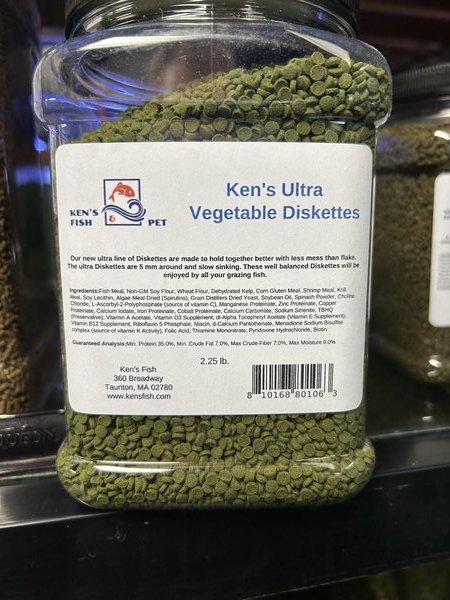 KEN'S
FISH & PET
Ken's Ultra
Vegetable Diskettes
Our new ultra line of Diskettes are made to hold together better with less mess than flake.
The ultra Diskettes are 5 mm around and slow sinking. These well balanced Diskettes will be
enjoyed by all your grazing fish.
Ingredients:Fish Meal, Non-GM Soy Flour, Wheat Flour, Dehydrated Kelp, Corn Gluten Meal, Shrimp Meal, Krill
Meal, Soy Lecithin, Algae Meal-Dried (Spirulina), Grain Distillers Dried Yeast, Soybean Oil, Spinach Powder, Choline
Chloride, L-Ascorbyl-2-Polyphosphate (source of vitamin C), Manganese Proteinate, Zinc Proteinate, Copper
Proteinate, Calcium Iodate, Iron Proteinate, Cobalt Proteinate, Calcium Carbonate, Sodium Selenite, TBHQ
(Preservative), Vitamin A Acetate, Vitamin D3 Supplement, dl-Alpha Tocopheryl Acetate (Vitamin E Supplement),
Vitamin B12 Supplement, Riboflavin 5 Phosphate, Niacin, d-Calcium Pantothenate, Menadione Sodium Bisulfite
complex (source of vitamin K Activity), Folic Acid, Thiamine Mononitrate, Pyridoxine Hydrochloride, Biotin
Guaranteed Analysis:Min. Protein 35.0%, Min. Crude Fat 7.0%, Max Crude Fiber 7.0%, Max Moisture 9.0%
2.25 lb.
Ken's Fish
360 Broadway
Taunton, MA 02780
www.kensfish.com
8 10168 80106 3